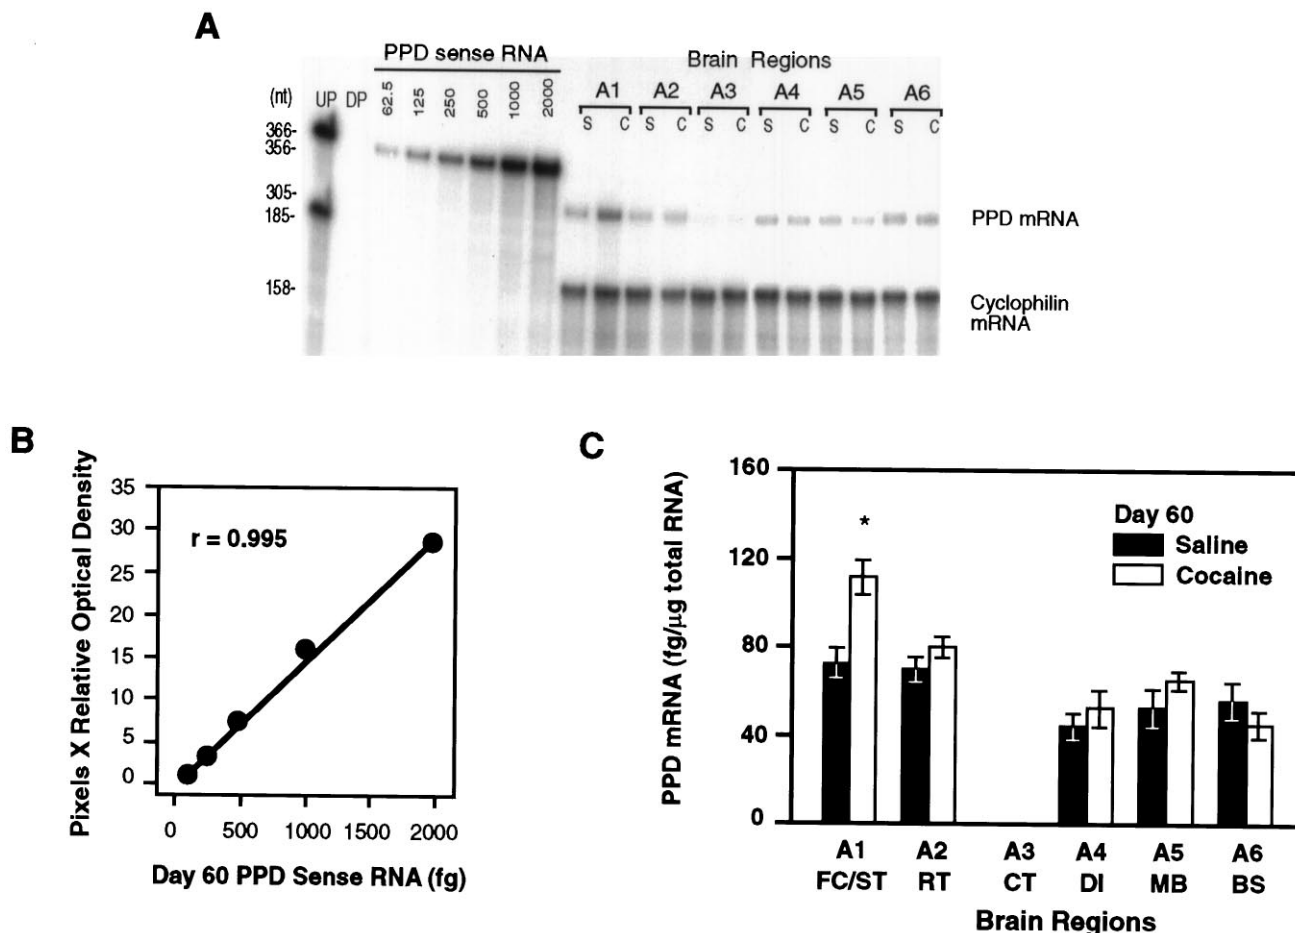 A
PPD sense RNA
Brain Regions
(nt) UP DP 62.5 125 250 500 1000 2000 A1 A2 A3 A4 A5 A6
S C S C S C S C S C S C
366-
356-
305-
185-
PPD mRNA
158-
Cyclophilin
mRNA
B
Pixels X Relative Optical Density
35
30
25
20
15
10
5
0
r = 0.995
0 500 1000 1500 2000
Day 60 PPD Sense RNA (fg)
C
PPD mRNA (fg/μg total RNA)
160
120
80
40
0
*
Day 60
Saline
Cocaine
A1 A2 A3 A4 A5 A6
FC/ST RT CT DI MB BS
Brain Regions